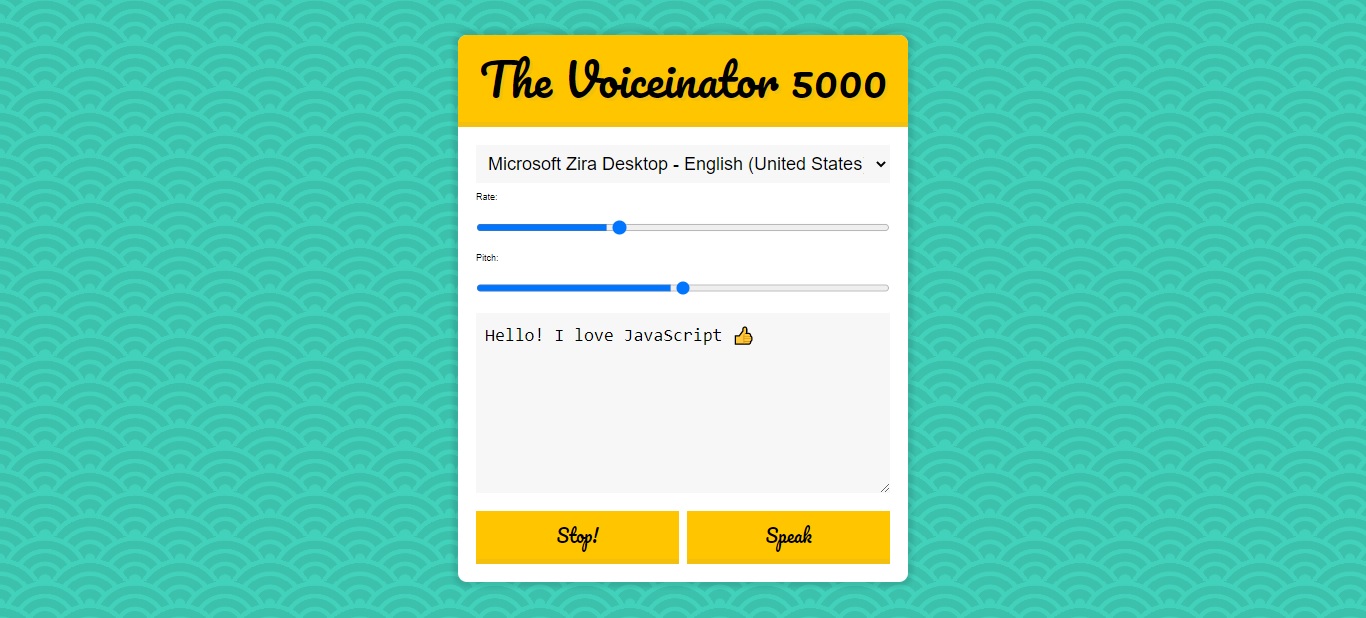 The Voiceinator 5000
Microsoft Zira Desktop - English (United States
Rate:
Pitch:
Hello! I love JavaScript 👍
Stop!
Speak